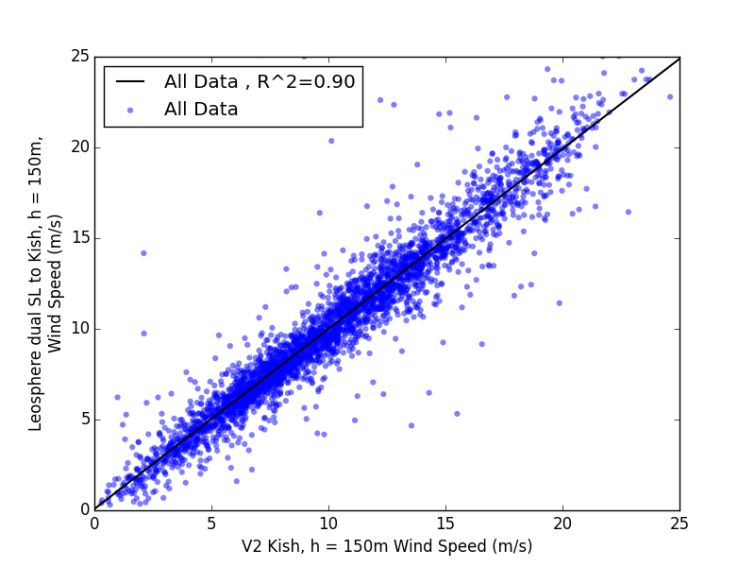 All Data , R^2=0.90
All Data
25
20
15
10
5
0
0 5 10 15 20 25
Leosphere dual SL to Kish, h = 150m,
Wind Speed (m/s)
V2 Kish, h = 150m Wind Speed (m/s)